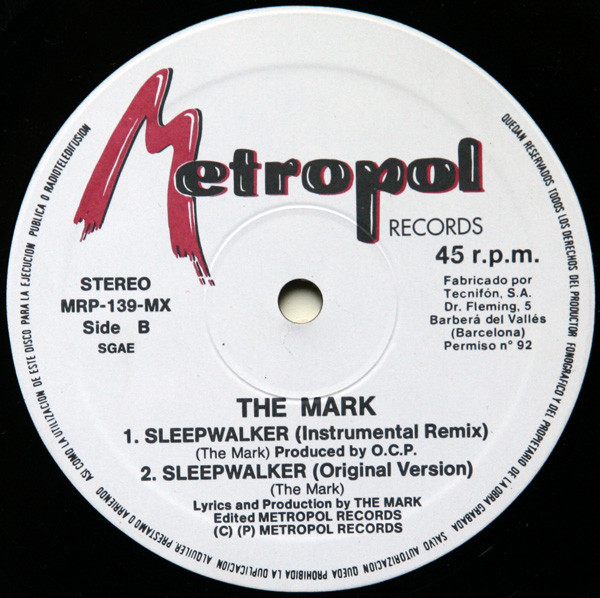 Metropol
RECORDS
45 r.p.m.
STEREO
MRP-139-MX
Side B
SGAE
Fabricado por
Tecnifón, S.A.
Dr. Fleming, 5
Barberá del Vallés
(Barcelona)
Permiso nº 92
THE MARK
1. SLEEPWALKER (Instrumental Remix)
(The Mark) Produced by O.C.P.
2. SLEEPWALKER (Original Version)
(The Mark)
Lyrics and Production by THE MARK
Edited METROPOL RECORDS
(C) (P) METROPOL RECORDS
QUEDAN RESERVADOS TODOS LOS DERECHOS DEL PRODUCTOR FONOGRAFICO Y DEL PROPIETARIO DE LA OBRA GRABADA SALVO AUTORIZACION QUEDA PROHIBIDA LA DUPLICACION ALQUILER, PRESTAMO O ARRIENDO ASI COMO LA UTILIZACION DE ESTE DISCO PARA LA EJECUCION PUBLICA O RADIOTELEDIFUSION